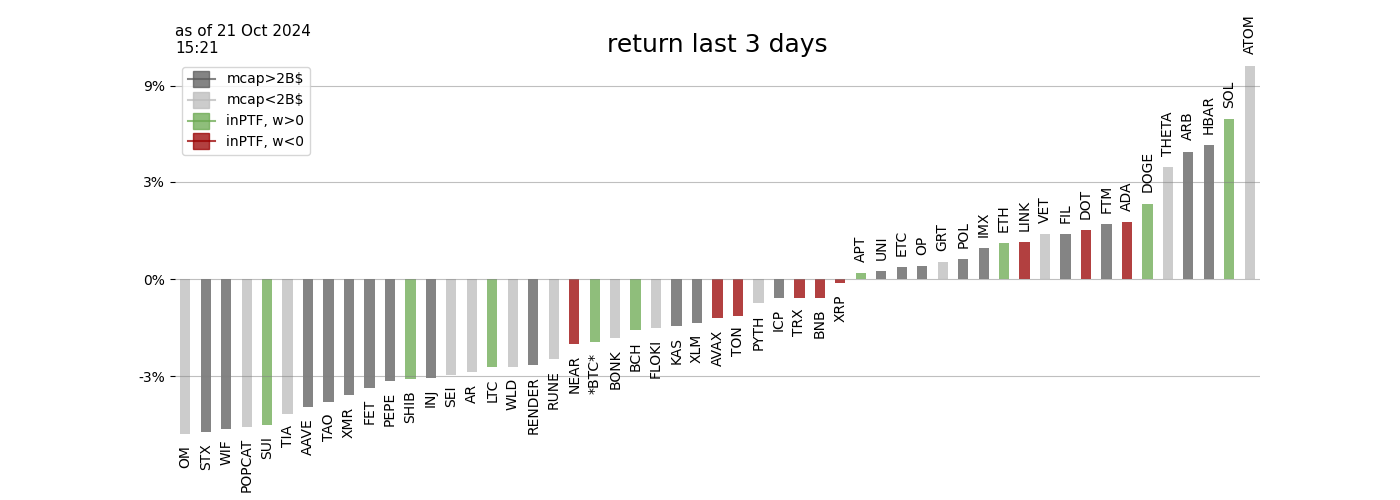 as of 21 Oct 2024
15:21
return last 3 days
mcap>2B$
mcap<2B$
inPTF, w>0
inPTF, w<0
9%
3%
0%
-3%
OM
STX
WIF
POPCAT
SUI
TIA
AAVE
TAO
XMR
FET
PEPE
SHIB
INJ
SEI
AR
LTC
WLD
RENDER
RUNE
NEAR
*BTC*
BONK
BCH
FLOKI
KAS
XLM
AVAX
TON
PYTH
ICP
TRX
BNB
XRP
APT
UNI
ETC
OP
GRT
POL
IMX
ETH
LINK
VET
FIL
DOT
FTM
ADA
DOGE
THETA
ARB
HBAR
SOL
ATOM